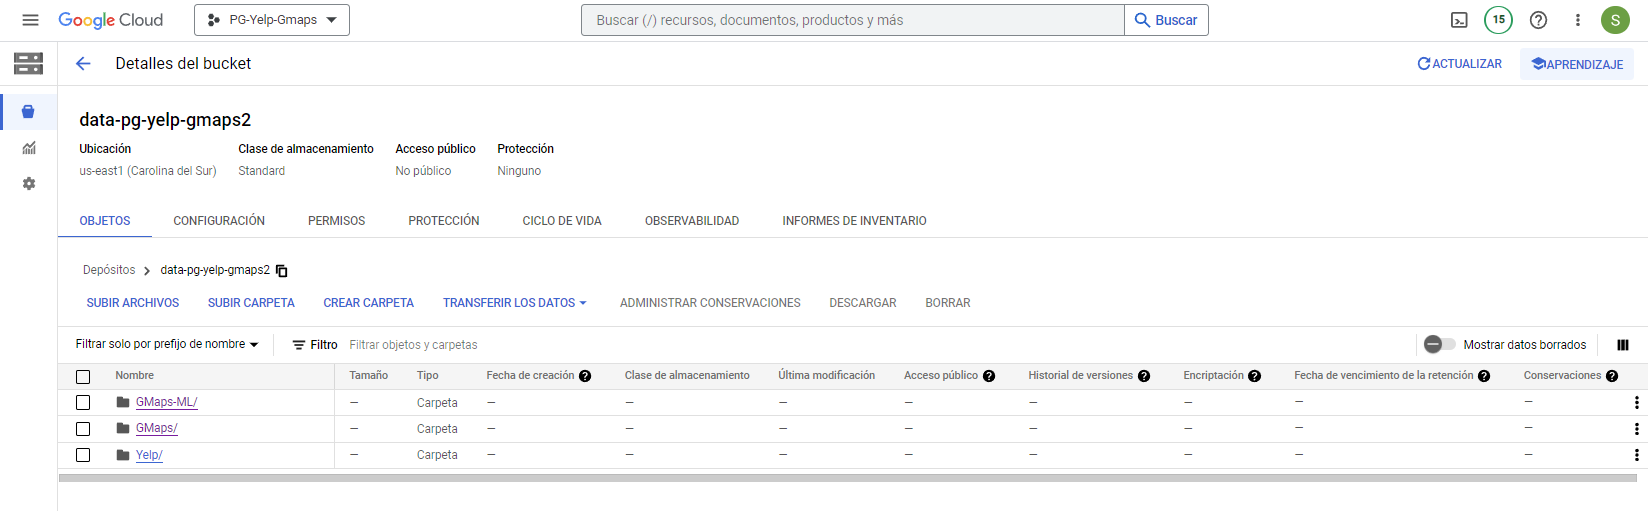 Google Cloud PG-Yelp-Gmaps Buscar (/) recursos, documentos, productos y más Buscar 15 S
Detalles del bucket ACTUALIZAR APRENDIZAJE
data-pg-yelp-gmaps2
Ubicación Clase de almacenamiento Acceso público Protección
us-east1 (Carolina del Sur) Standard No público Ninguno
OBJETOS CONFIGURACIÓN PERMISOS PROTECCIÓN CICLO DE VIDA OBSERVABILIDAD INFORMES DE INVENTARIO
Depósitos data-pg-yelp-gmaps2
SUBIR ARCHIVOS SUBIR CARPETA CREAR CARPETA TRANSFERIR LOS DATOS ADMINISTRAR CONSERVACIONES DESCARGAR BORRAR
Filtrar solo por prefijo de nombre Filtro Filtrar objetos y carpetas Mostrar datos borrados
Nombre Tamaño Tipo Fecha de creación Clase de almacenamiento Última modificación Acceso público Historial de versiones Encriptación Fecha de vencimiento de la retención Conservaciones
GMaps-ML/ — Carpeta — — — — — — — —
GMaps/ — Carpeta — — — — — — — —
Yelp/ — Carpeta — — — — — — — —